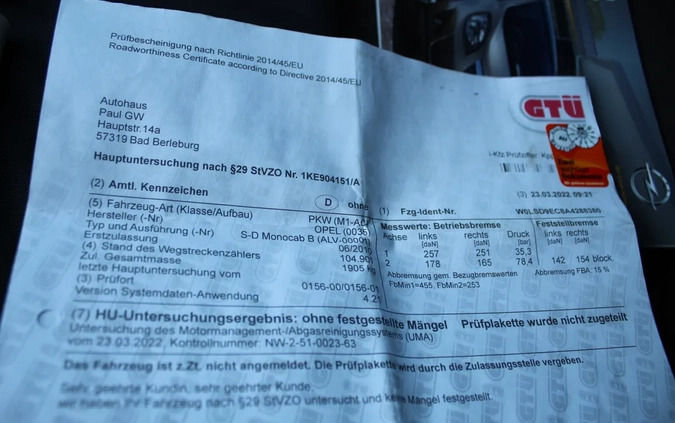 Prüfbescheinigung nach Richtlinie 2014/45/EU
Roadworthiness Certificate according to Directive 2014/45/EU
GTÜ
Autohaus
Paul GW
Hauptstr. 14a
57319 Bad Berleburg
Hauptuntersuchung nach §29 StVZO Nr. 1KE904151/A
(3) 23.03.2022 09:21
(2) Amtl. Kennzeichen D ohne
(1) Fzg-Ident-Nr.
(5) Fahrzeug-Art (Klasse/Aufbau) PKW (M1-
Hersteller (-Nr) OPEL (0035)
Typ und Ausführung (-Nr) S-D Monocab B (ALV-00001)
Erstzulassung 06/2010
(4) Stand des Wegstreckenzählers 104.901
Zul. Gesamtmasse 1905 kg
letzte Hauptuntersuchung vom
(3) Prüfort 0156-00/0156-01
Version Systemdaten-Anwendung 4.21
Messwerte: Betriebsbremse Feststellbremse
Achse links rechts Druck links rechts
[daN] [daN] [bar] [daN] [daN]
1 257 251 35,3
2 178 165 78,4 142 154 block.
Abbremsung gem. Bezugbremswerten Abbremsung FBA: 15 %
FbMin1=455, FbMin2=253
(7) HU-Untersuchungsergebnis: ohne festgestellte Mängel Prüfplakette wurde nicht zugeteilt
Untersuchung des Motormanagement-/Abgasreinigungssystems (UMA)
vom 23.03.2022, Kontrollnummer: NW-2-51-0023-63
Das Fahrzeug ist z.Zt. nicht angemeldet. Die Prüfplakette wird durch die Zulassungsstelle vergeben.
Sehr geehrte Kundin, sehr geehrter Kunde,
wir haben Ihr Fahrzeug nach §29 StVZO untersucht und keine Mängel festgestellt.